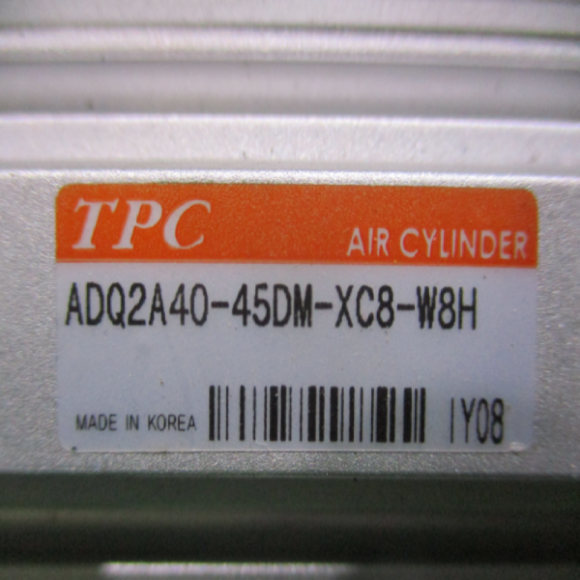 TPC AIR CYLINDER
ADQ2A40-45DM-XC8-W8H
MADE IN KOREA IY08